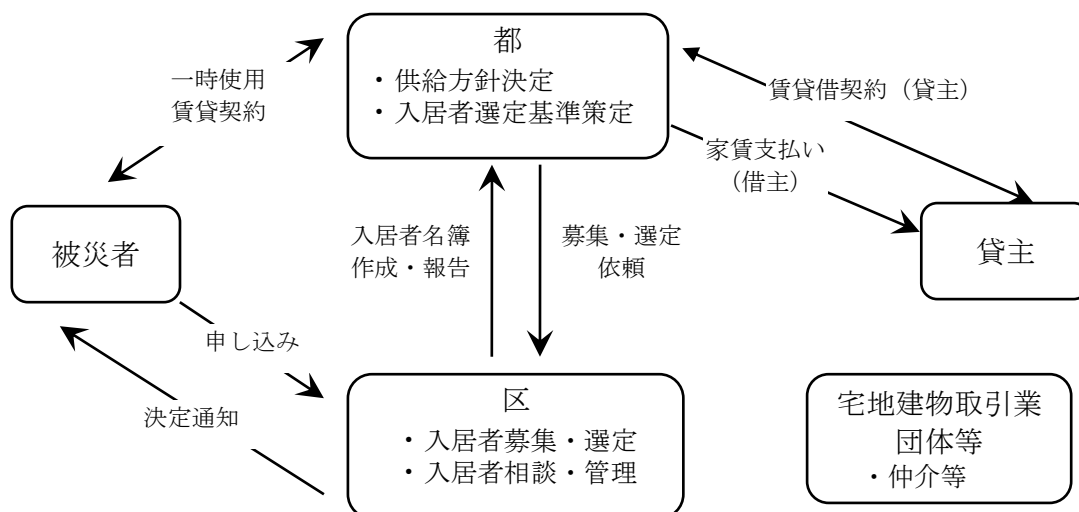 都
・ 供給方針決定
・ 入居者選定基準策定
一時使用
賃貸契約
賃貸借契約（貸主）
家賃支払い
（借主）
被災者
入居者名簿
作成・報告
募集・選定
依頼
貸主
申し込み
決定通知
区
・ 入居者募集・選定
・ 入居者相談・管理
宅地建物取引業
団体等
・仲介等